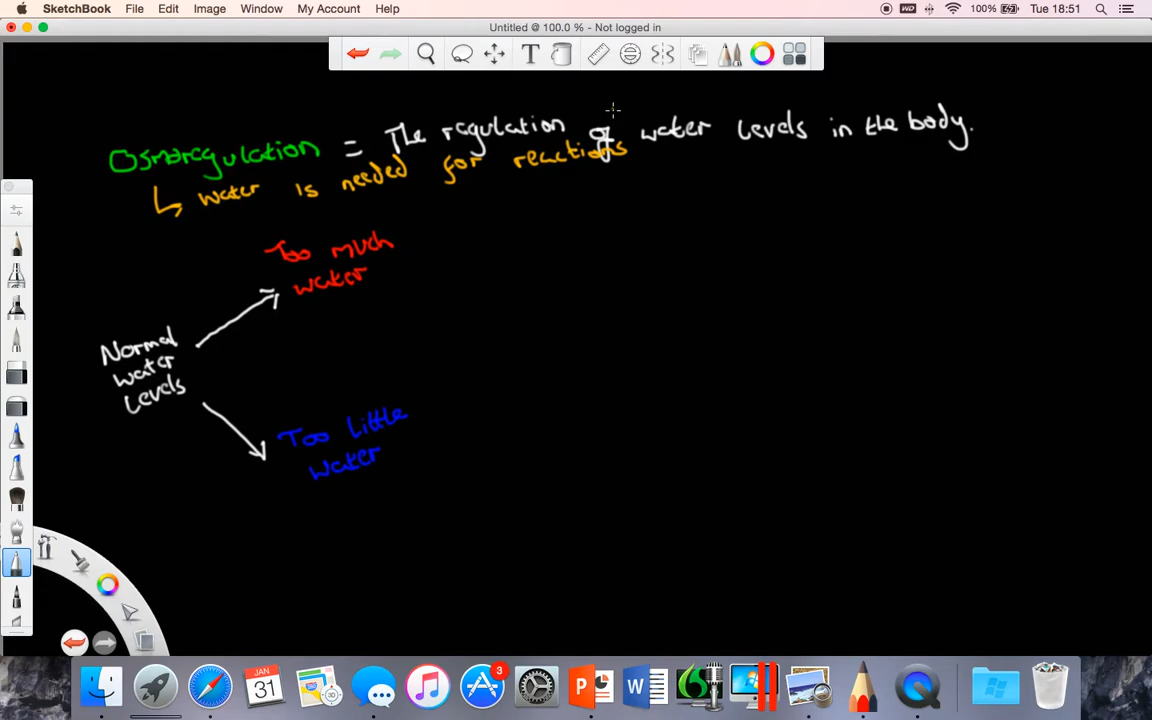 SketchBook File Edit Image Window My Account Help 100% Tue 18:51
Untitled @ 100.0 % - Not logged in
Osmoregulation = The regulation of water levels in the body.
↳ water is needed for reactions
Too much
water
Normal
water
levels
Too little
water
JAN
31
3